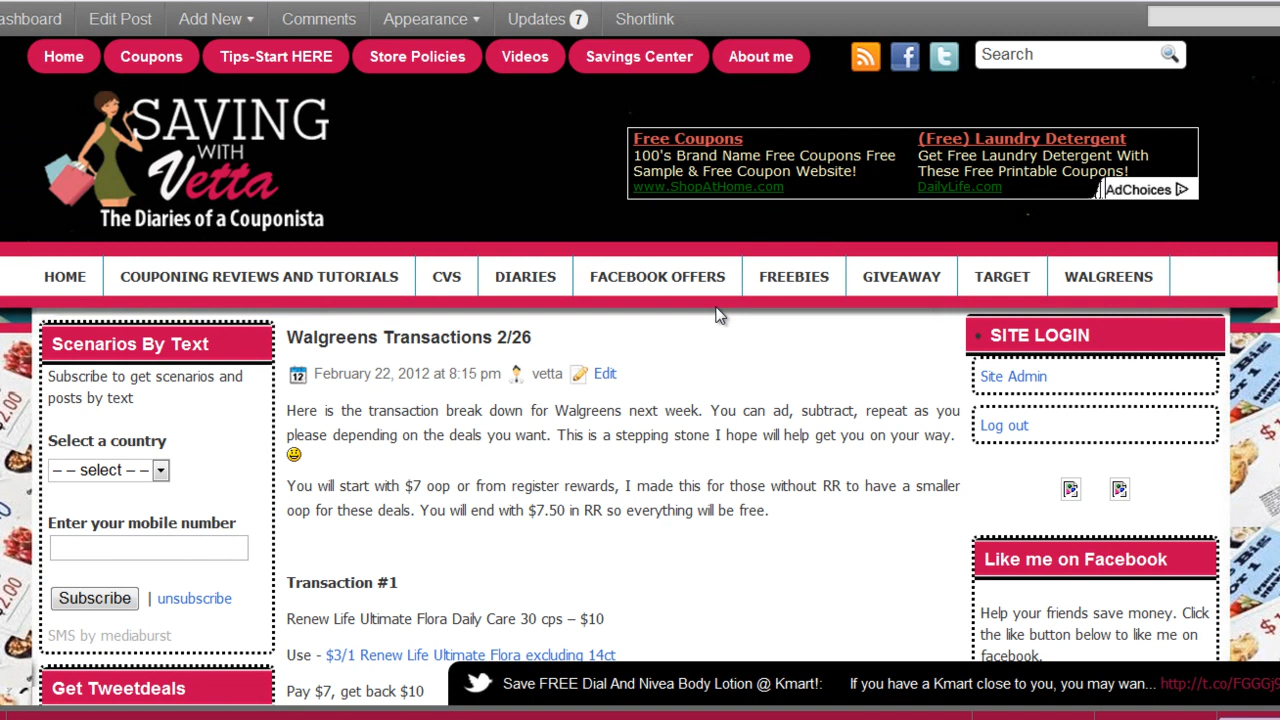 ashboard Edit Post Add New Comments Appearance Updates 7 Shortlink
Home Coupons Tips-Start HERE Store Policies Videos Savings Center About me Search
SAVING
WITH
Vetta
The Diaries of a Couponista
Free Coupons
100's Brand Name Free Coupons Free
Sample & Free Coupon Website!
www.ShopAtHome.com
(Free) Laundry Detergent
Get Free Laundry Detergent With
These Free Printable Coupons!
DailyLife.com
AdChoices
HOME COUPONING REVIEWS AND TUTORIALS CVS DIARIES FACEBOOK OFFERS FREEBIES GIVEAWAY TARGET WALGREENS
Scenarios By Text
Subscribe to get scenarios and
posts by text
Select a country
-- select --
Enter your mobile number
Subscribe | unsubscribe
SMS by mediaburst
Get Tweetdeals
Walgreens Transactions 2/26
12 February 22, 2012 at 8:15 pm vetta Edit
Here is the transaction break down for Walgreens next week. You can ad, subtract, repeat as you
please depending on the deals you want. This is a stepping stone I hope will help get you on your way.
You will start with $7 oop or from register rewards, I made this for those without RR to have a smaller
oop for these deals. You will end with $7.50 in RR so everything will be free.
Transaction #1
Renew Life Ultimate Flora Daily Care 30 cps – $10
Use - $3/1 Renew Life Ultimate Flora excluding 14ct
Pay $7, get back $10
SITE LOGIN
Site Admin
Log out
Like me on Facebook
Help your friends save money. Click
the like button below to like me on
facebook.
Save FREE Dial And Nivea Body Lotion @ Kmart!: If you have a Kmart close to you, you may wan... http://t.co/FGGGj9